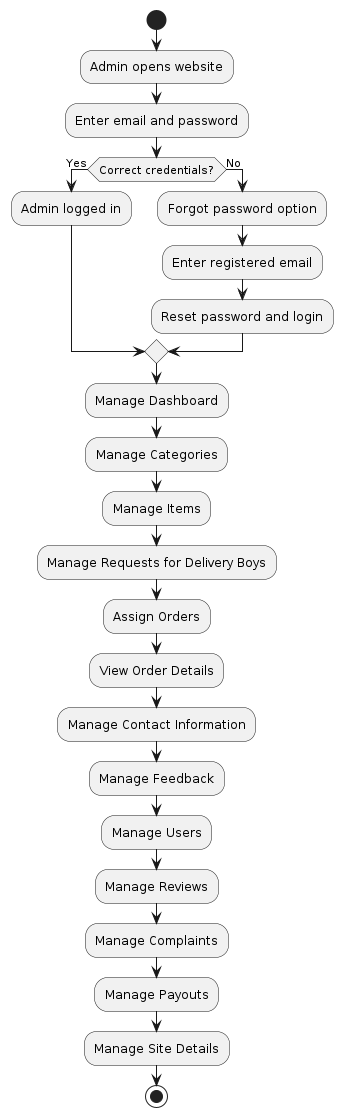 Admin opens website
Enter email and password
Yes
Correct credentials?
No
Admin logged in
Forgot password option
Enter registered email
Reset password and login
Manage Dashboard
Manage Categories
Manage Items
Manage Requests for Delivery Boys
Assign Orders
View Order Details
Manage Contact Information
Manage Feedback
Manage Users
Manage Reviews
Manage Complaints
Manage Payouts
Manage Site Details